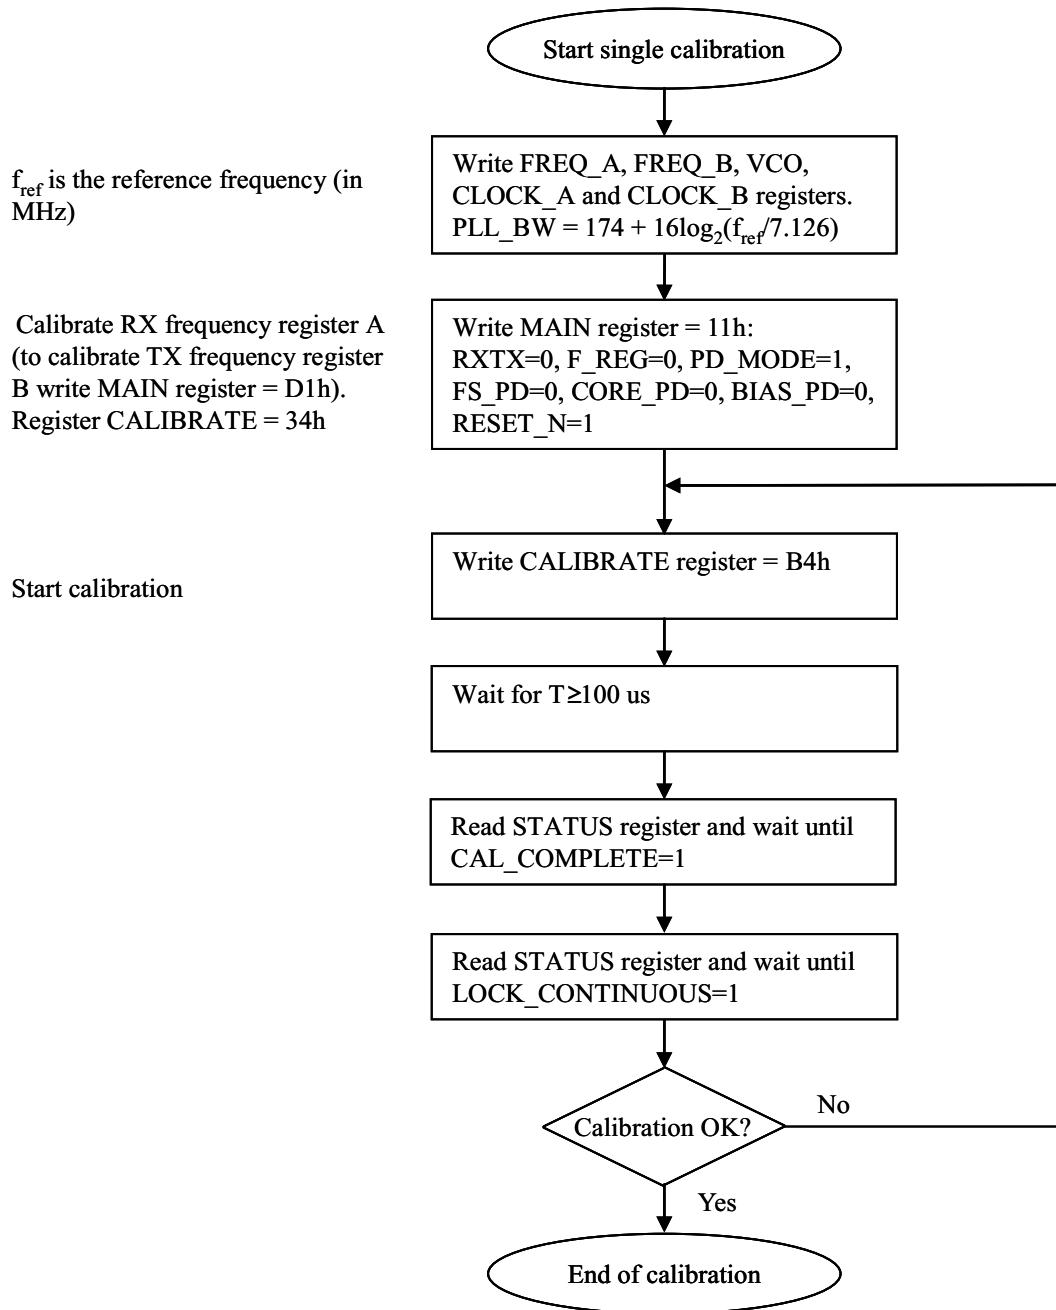 Start single calibration
f_ref is the reference frequency (in
MHz)
Write FREQ_A, FREQ_B, VCO,
CLOCK_A and CLOCK_B registers.
PLL_BW = 174 + 16log₂(f_ref/7.126)
Calibrate RX frequency register A
(to calibrate TX frequency register
B write MAIN register = D1h).
Register CALIBRATE = 34h
Write MAIN register = 11h:
RXTX=0, F_REG=0, PD_MODE=1,
FS_PD=0, CORE_PD=0, BIAS_PD=0,
RESET_N=1
Start calibration
Write CALIBRATE register = B4h
Wait for T≥100 us
Read STATUS register and wait until
CAL_COMPLETE=1
Read STATUS register and wait until
LOCK_CONTINUOUS=1
Calibration OK?
No
Yes
End of calibration